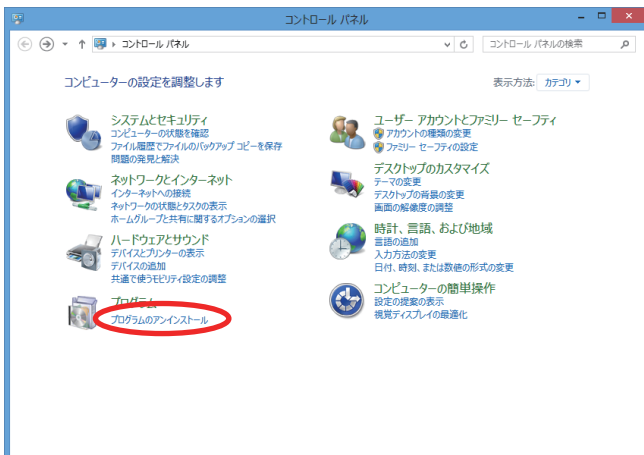 コントロール パネル
コントロール パネル
コントロール パネルの検索
コンピューターの設定を調整します
表示方法: カテゴリ
システムとセキュリティ
コンピューターの状態を確認
ファイル履歴でファイルのバックアップ コピーを保存
問題の発見と解決
ネットワークとインターネット
インターネットへの接続
ネットワークの状態とタスクの表示
ホームグループと共有に関するオプションの選択
ハードウェアとサウンド
デバイスとプリンターの表示
デバイスの追加
共通で使うモビリティ設定の調整
プログラム
プログラムのアンインストール
ユーザー アカウントとファミリー セーフティ
アカウントの種類の変更
ファミリー セーフティの設定
デスクトップのカスタマイズ
テーマの変更
デスクトップの背景の変更
画面の解像度の調整
時計、言語、および地域
言語の追加
入力方法の変更
日付、時刻、または数値の形式の変更
コンピューターの簡単操作
設定の提案の表示
視覚ディスプレイの最適化